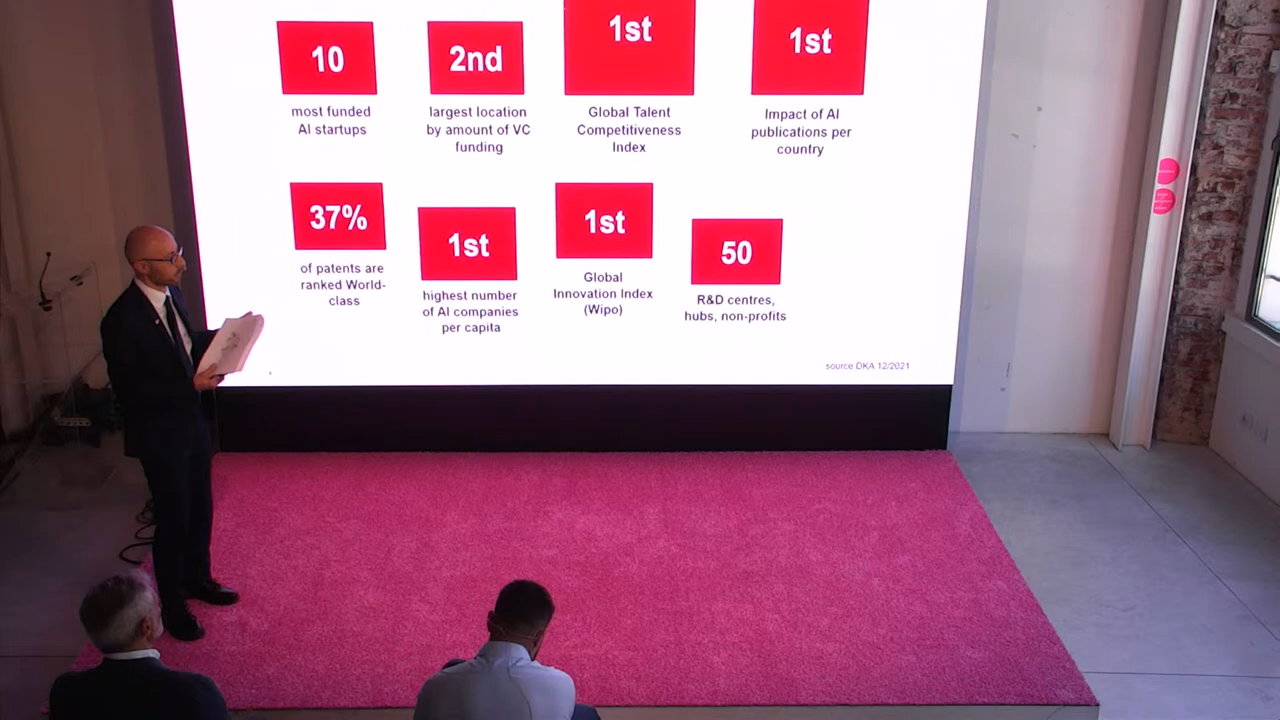 10
most funded
AI startups
2nd
largest location
by amount of VC
funding
1st
Global Talent
Competitiveness
Index
1st
Impact of AI
publications per
country
37%
of patents are
ranked World-
class
1st
highest number
of AI companies
per capita
1st
Global
Innovation Index
(Wipo)
50
R&D centres,
hubs, non-profits
source DKA 12/2021